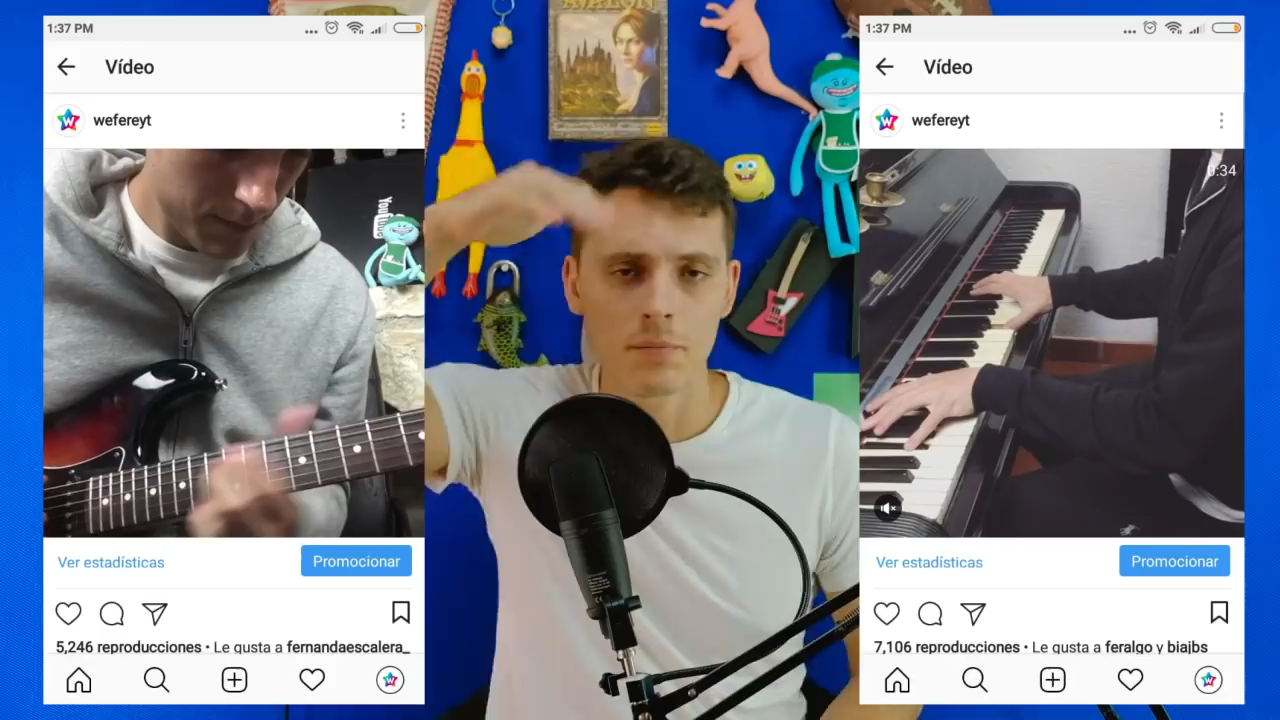 AVALON
1:37 PM
Vídeo
wefereyt
YouTube
Ver estadísticas
Promocionar
5,246 reproducciones • Le gusta a fernandaescalera_
1:37 PM
Vídeo
wefereyt
0:34
Ver estadísticas
Promocionar
7,106 reproducciones • Le gusta a feralgo y biajbs